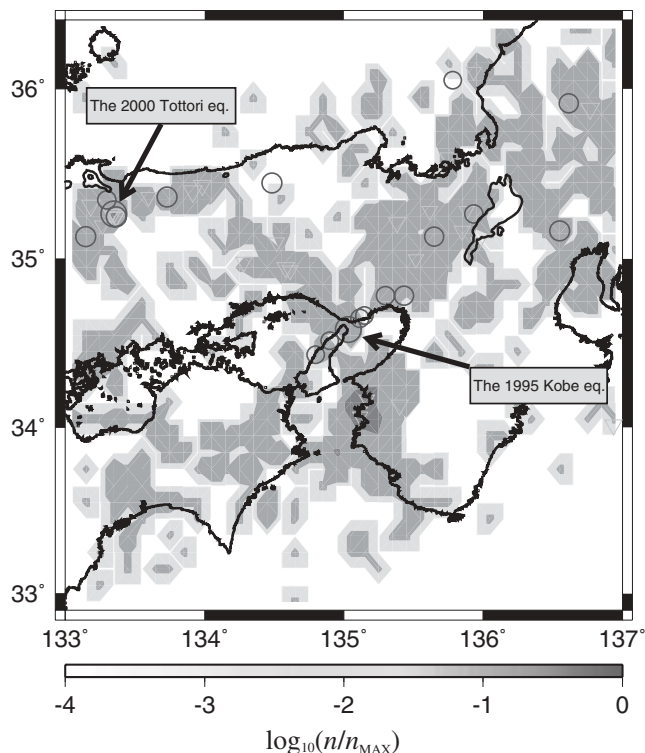 36°
35°
34°
33°
The 2000 Tottori eq.
The 1995 Kobe eq.
133° 134° 135° 136° 137°
-4 -3 -2 -1 0
log₁₀(n/n_MAX)